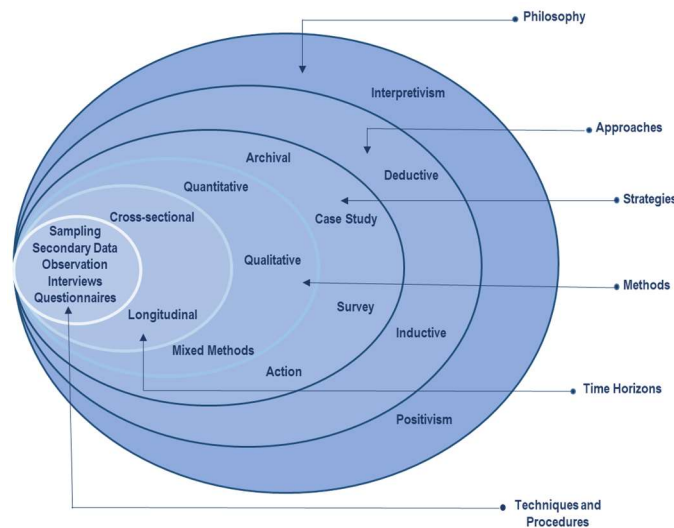 Philosophy
Interpretivism
Approaches
Archival
Deductive
Quantitative
Strategies
Cross-sectional
Case Study
Sampling
Secondary Data
Observation
Interviews
Questionnaires
Qualitative
Methods
Survey
Longitudinal
Inductive
Mixed Methods
Action
Time Horizons
Positivism
Techniques and
Procedures